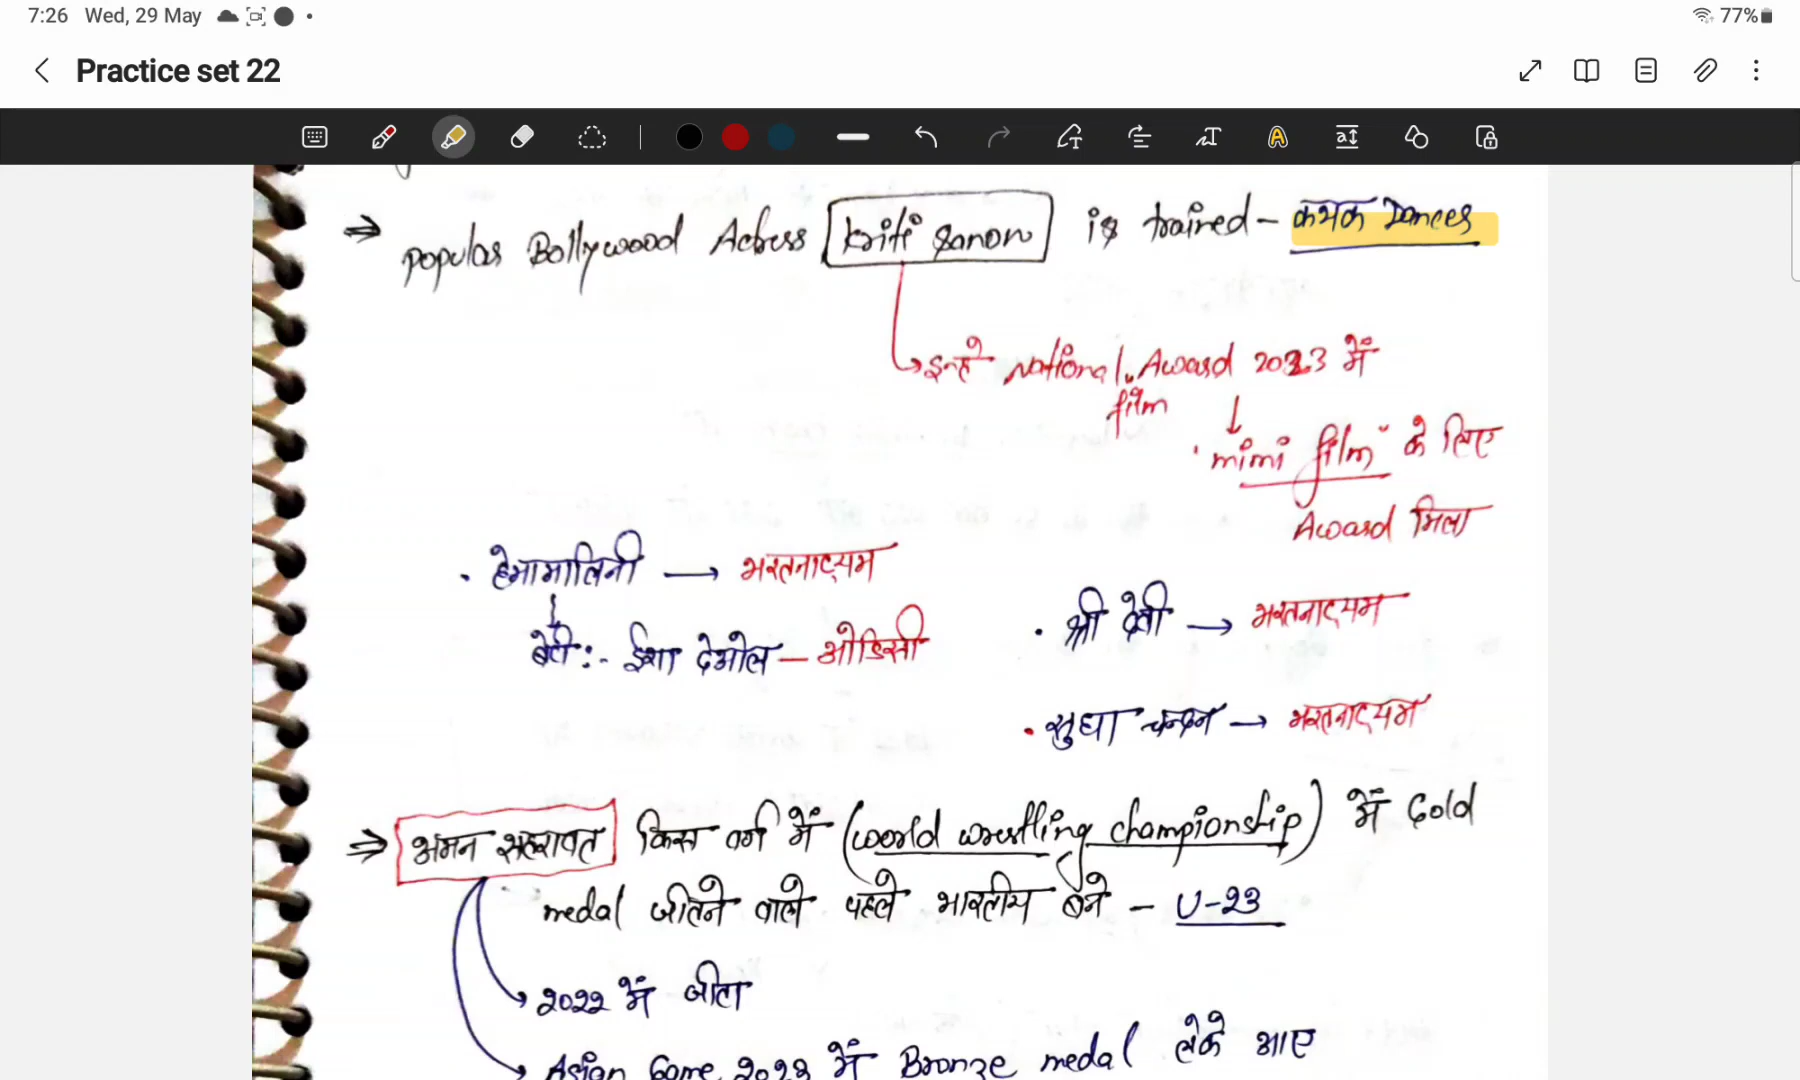 7:26 Wed, 29 May
77%
Practice set 22
⇒ popular Bollywood Actress kriti sanon is trained - कथक Dances
इन्हे National Award 2023 में
film
"mimi film" के लिए
Award मिला
· हेमामालिनी → भरतनाट्यम
बेटी :- ईशा देओल - ओडिसी
· श्री देवी → भरतनाट्यम
· सुधा चन्द्रन → भरतनाट्यम
⇒ अमन सहरावत किस वर्ग में (world wrestling championship) में Gold
medal जीतने वाले पहले भारतीय बने - U-23
2022 में जीता
Asian Game 2023 में Bronze medal लेके आए